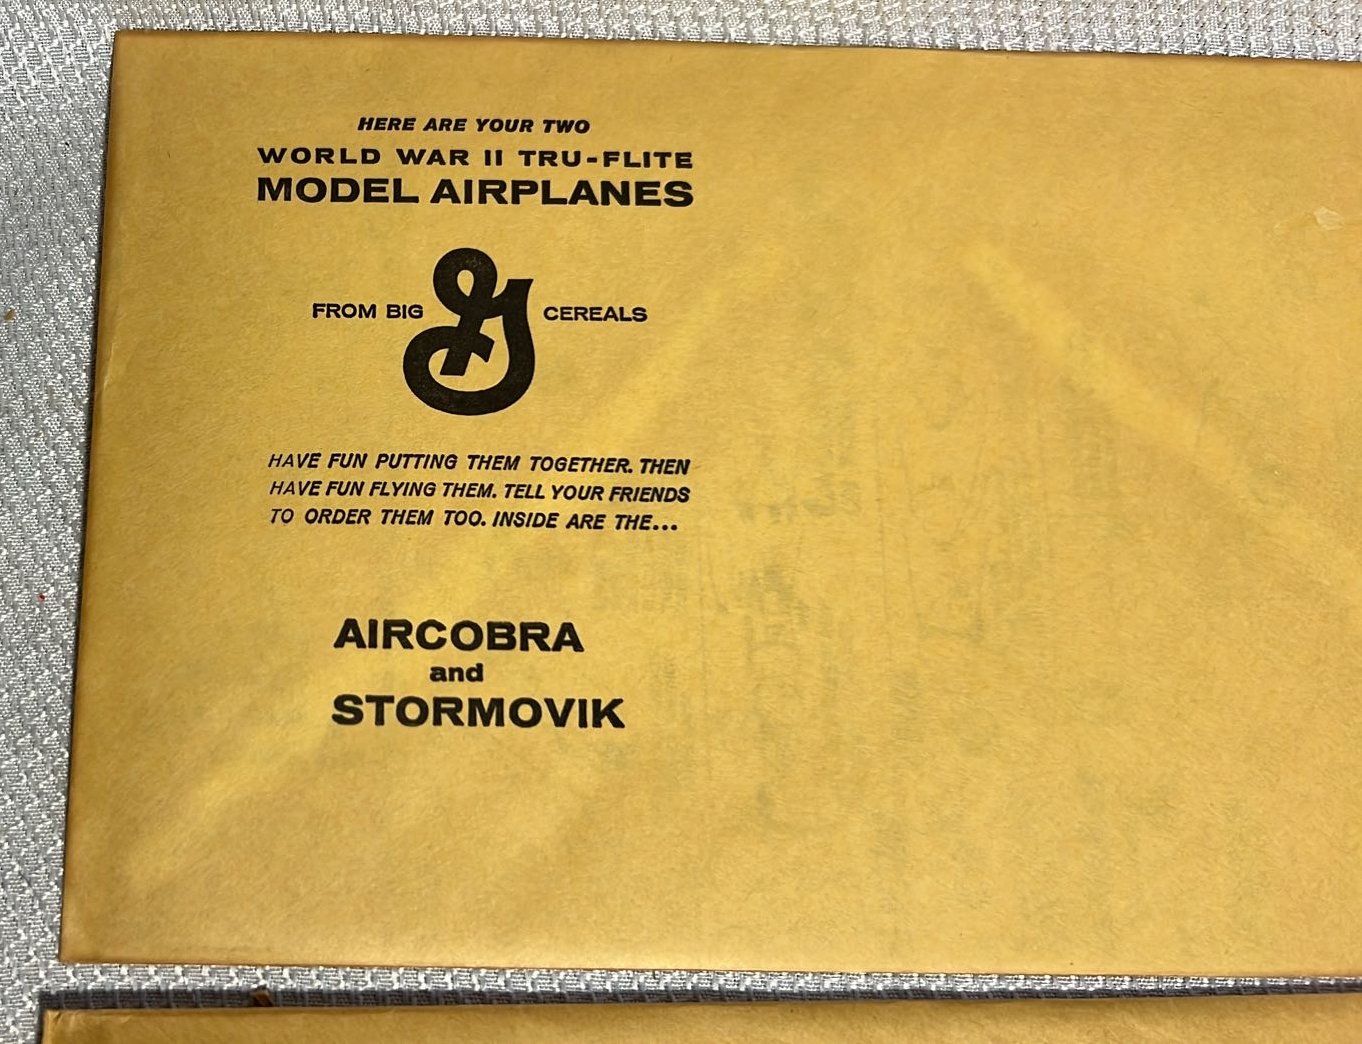 HERE ARE YOUR TWO
WORLD WAR II TRU-FLITE
MODEL AIRPLANES
FROM BIG G CEREALS
HAVE FUN PUTTING THEM TOGETHER. THEN
HAVE FUN FLYING THEM. TELL YOUR FRIENDS
TO ORDER THEM TOO. INSIDE ARE THE...
AIRCOBRA
and
STORMOVIK